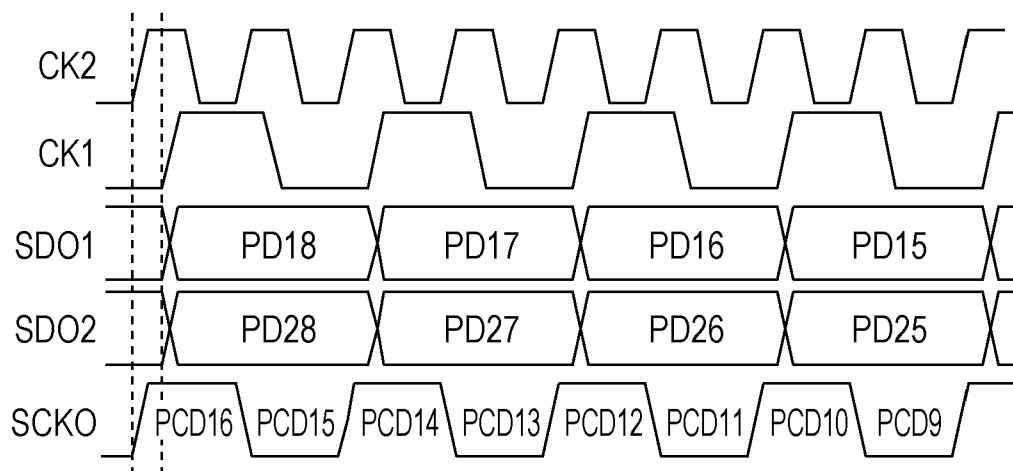 CK2
CK1
SDO1 PD18 PD17 PD16 PD15
SDO2 PD28 PD27 PD26 PD25
SCKO PCD16 PCD15 PCD14 PCD13 PCD12 PCD11 PCD10 PCD9